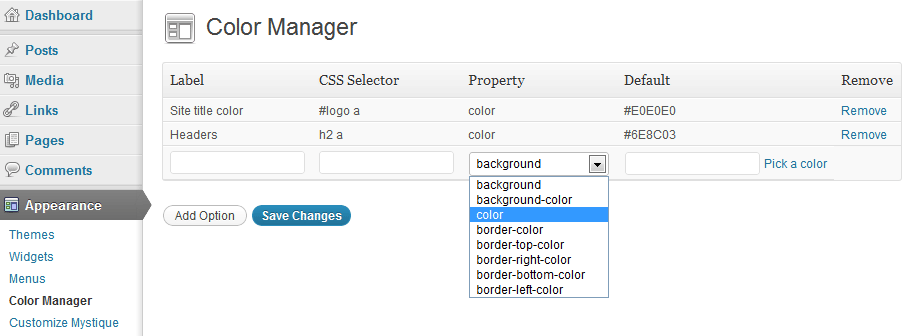 Dashboard
Posts
Media
Links
Pages
Comments
Appearance
Themes
Widgets
Menus
Color Manager
Customize Mystique
Color Manager
Label CSS Selector Property Default Remove
Site title color #logo a color #E0E0E0 Remove
Headers h2 a color #6E8C03 Remove
background Pick a color
background
background-color
color
border-color
border-top-color
border-right-color
border-bottom-color
border-left-color
Add Option Save Changes